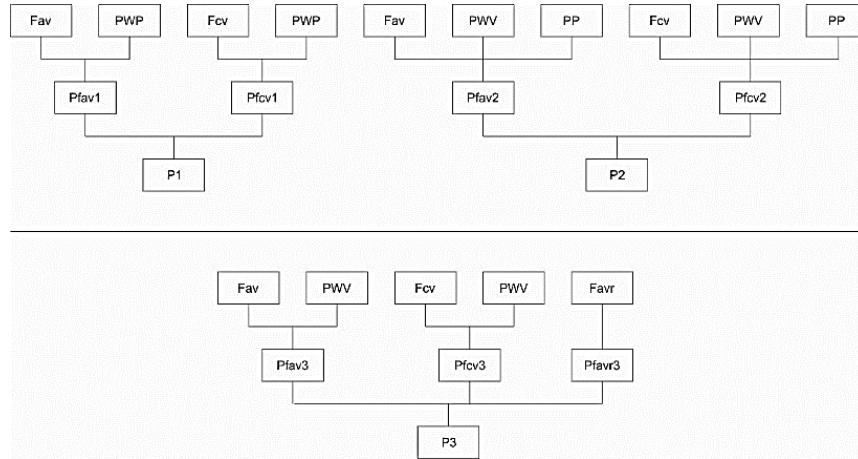 Fav PWP Fcv PWP Fav PWV PP Fcv PWV PP
Pfav1 Pfcv1 Pfav2 Pfcv2
P1 P2
Fav PWV Fcv PWV Favr
Pfav3 Pfcv3 Pfavr3
P3